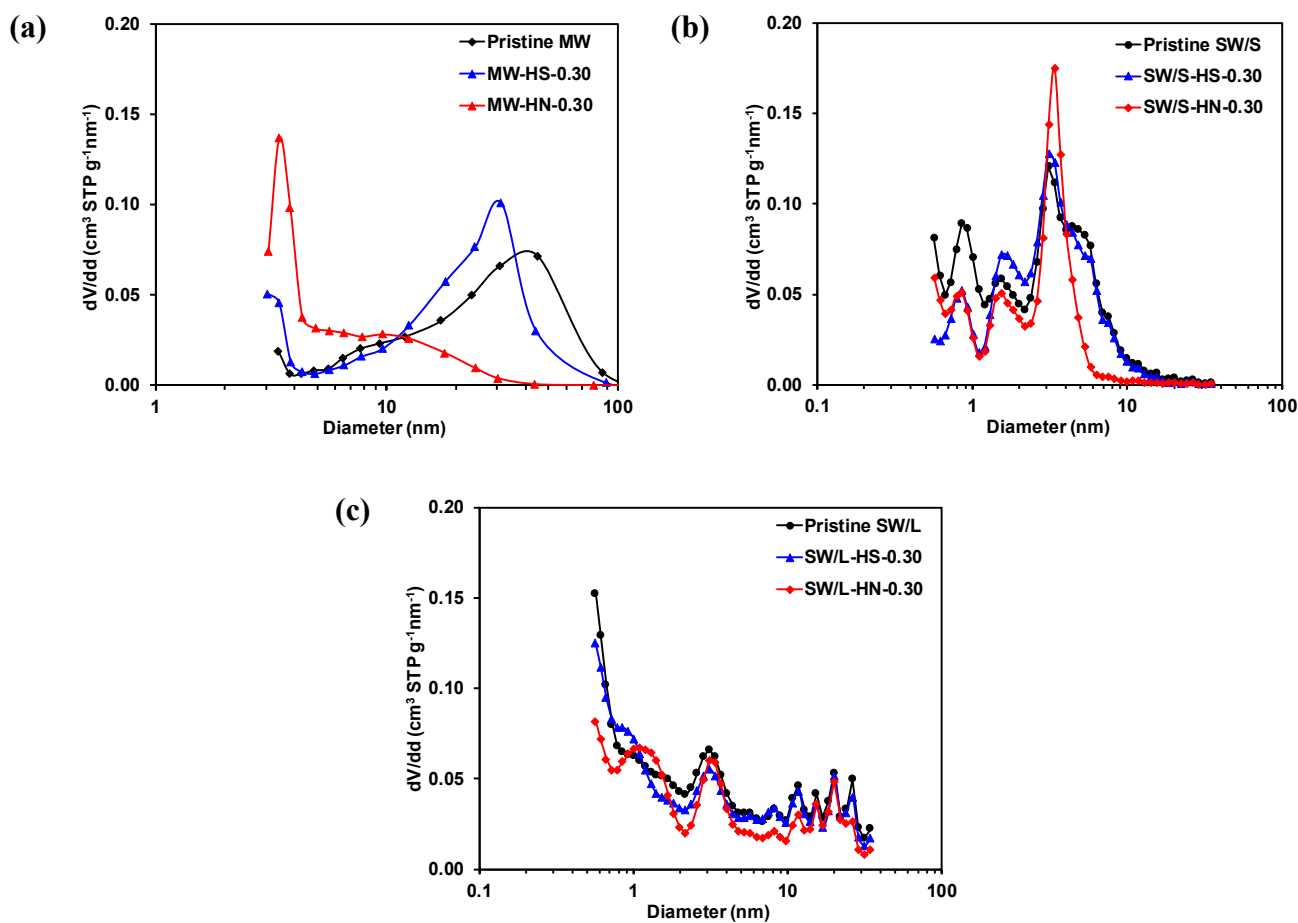 (a)
0.20
0.15
0.10
0.05
0.00
dV/dd (cm³ STP g⁻¹nm⁻¹)
Pristine MW
MW-HS-0.30
MW-HN-0.30
1
10
100
Diameter (nm)
(b)
0.20
0.15
0.10
0.05
0.00
dV/dd (cm³ STP g⁻¹nm⁻¹)
Pristine SW/S
SW/S-HS-0.30
SW/S-HN-0.30
0.1
1
10
100
Diameter (nm)
(c)
0.20
0.15
0.10
0.05
0.00
dV/dd (cm³ STP g⁻¹nm⁻¹)
Pristine SW/L
SW/L-HS-0.30
SW/L-HN-0.30
0.1
1
10
100
Diameter (nm)